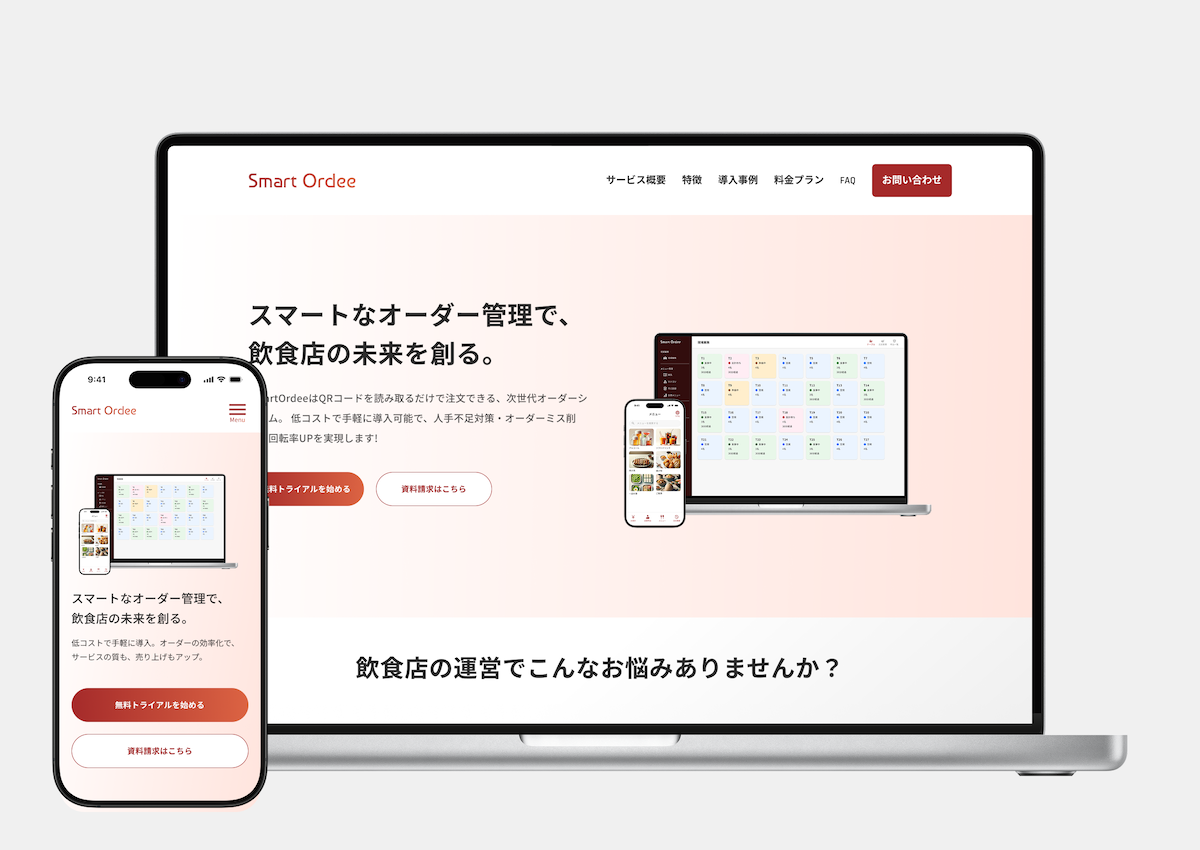 Smart Ordee
サービス概要
特徴
導入事例
料金プラン
FAQ
お問い合わせ
スマートなオーダー管理で、
飲食店の未来を創る。
artOrdeeはQRコードを読み取るだけで注文できる、次世代オーダーシ
ム。 低コストで手軽に導入可能で、人手不足対策・オーダーミス削
回転率UPを実現します!
料トライアルを始める
資料請求はこちら
Smart Ordee
メニュー
飲食店の運営でこんなお悩みありませんか？
9:41
Smart Ordee
Menu
スマートなオーダー管理で、
飲食店の未来を創る。
低コストで手軽に導入。オーダーの効率化で、
サービスの質も、売り上げもアップ。
無料トライアルを始める
資料請求はこちら